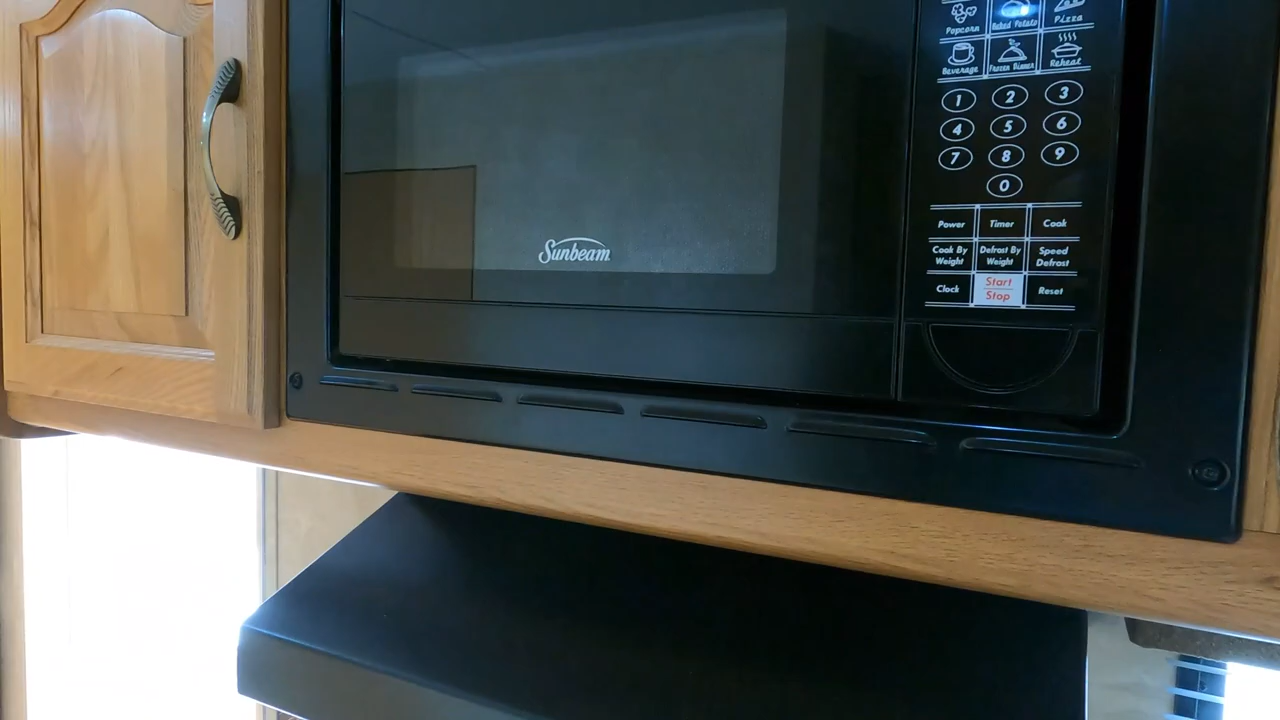 Popcorn Baked Potato Pizza
Beverage Frozen Dinner Reheat
1 2 3
4 5 6
7 8 9
0
Power Timer Cook
Cook By Weight Defrost By Weight Speed Defrost
Clock Start Stop Reset
Sunbeam